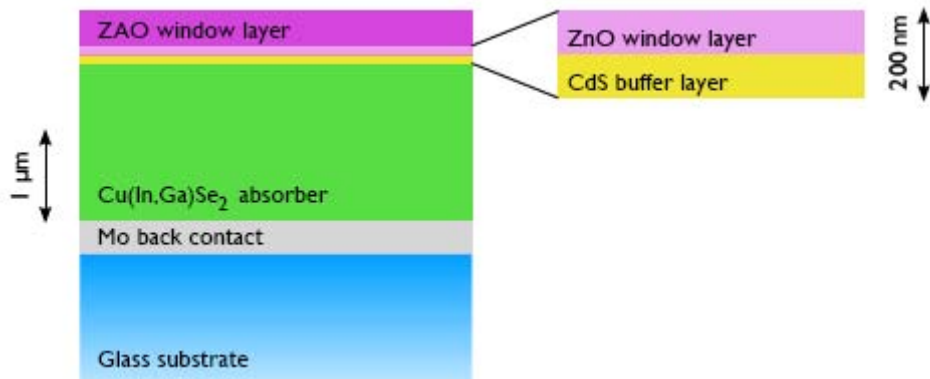 ZAO window layer
ZnO window layer
CdS buffer layer
200 nm
1 μm
Cu(In,Ga)Se₂ absorber
Mo back contact
Glass substrate